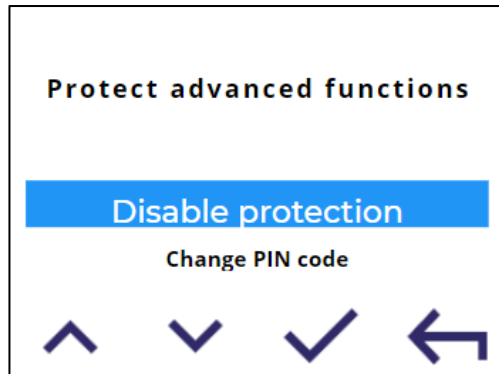 Protect advanced functions
Disable protection
Change PIN code